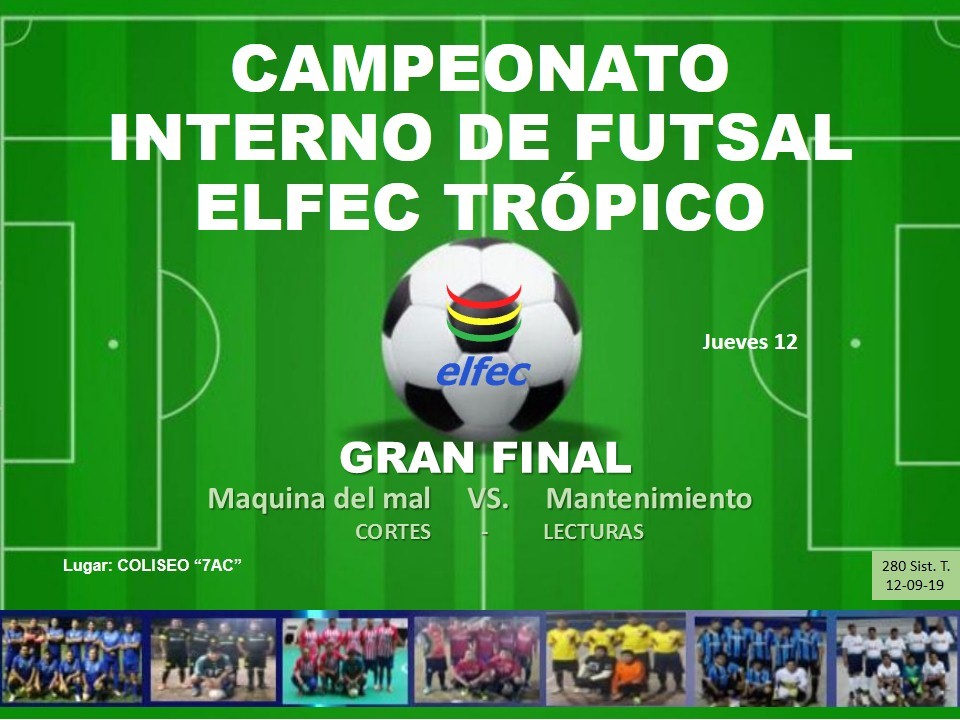 CAMPEONATO
INTERNO DE FUTSAL
ELFEC TRÓPICO
elfec
Jueves 12
GRAN FINAL
Maquina del mal VS. Mantenimiento
CORTES - LECTURAS
Lugar: COLISEO “7AC”
280 Sist. T.
12-09-19